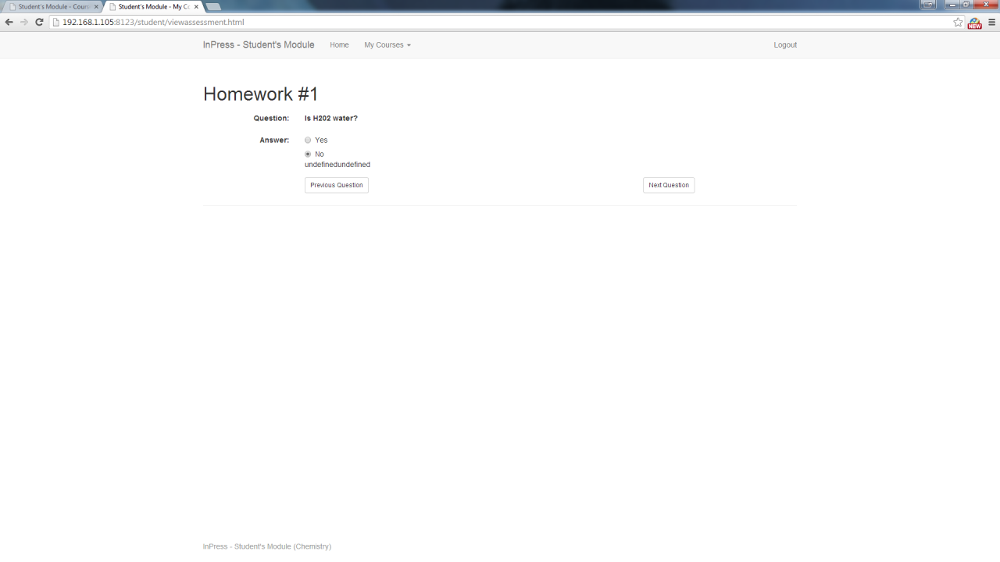 Student's Module - Cours
Student's Module - My Co
192.168.1.105:8123/student/viewassessment.html
NEW
InPress - Student's Module Home My Courses Logout
Homework #1
Question: Is H202 water?
Answer: Yes
No
undefinedundefined
Previous Question Next Question
InPress - Student's Module (Chemistry)